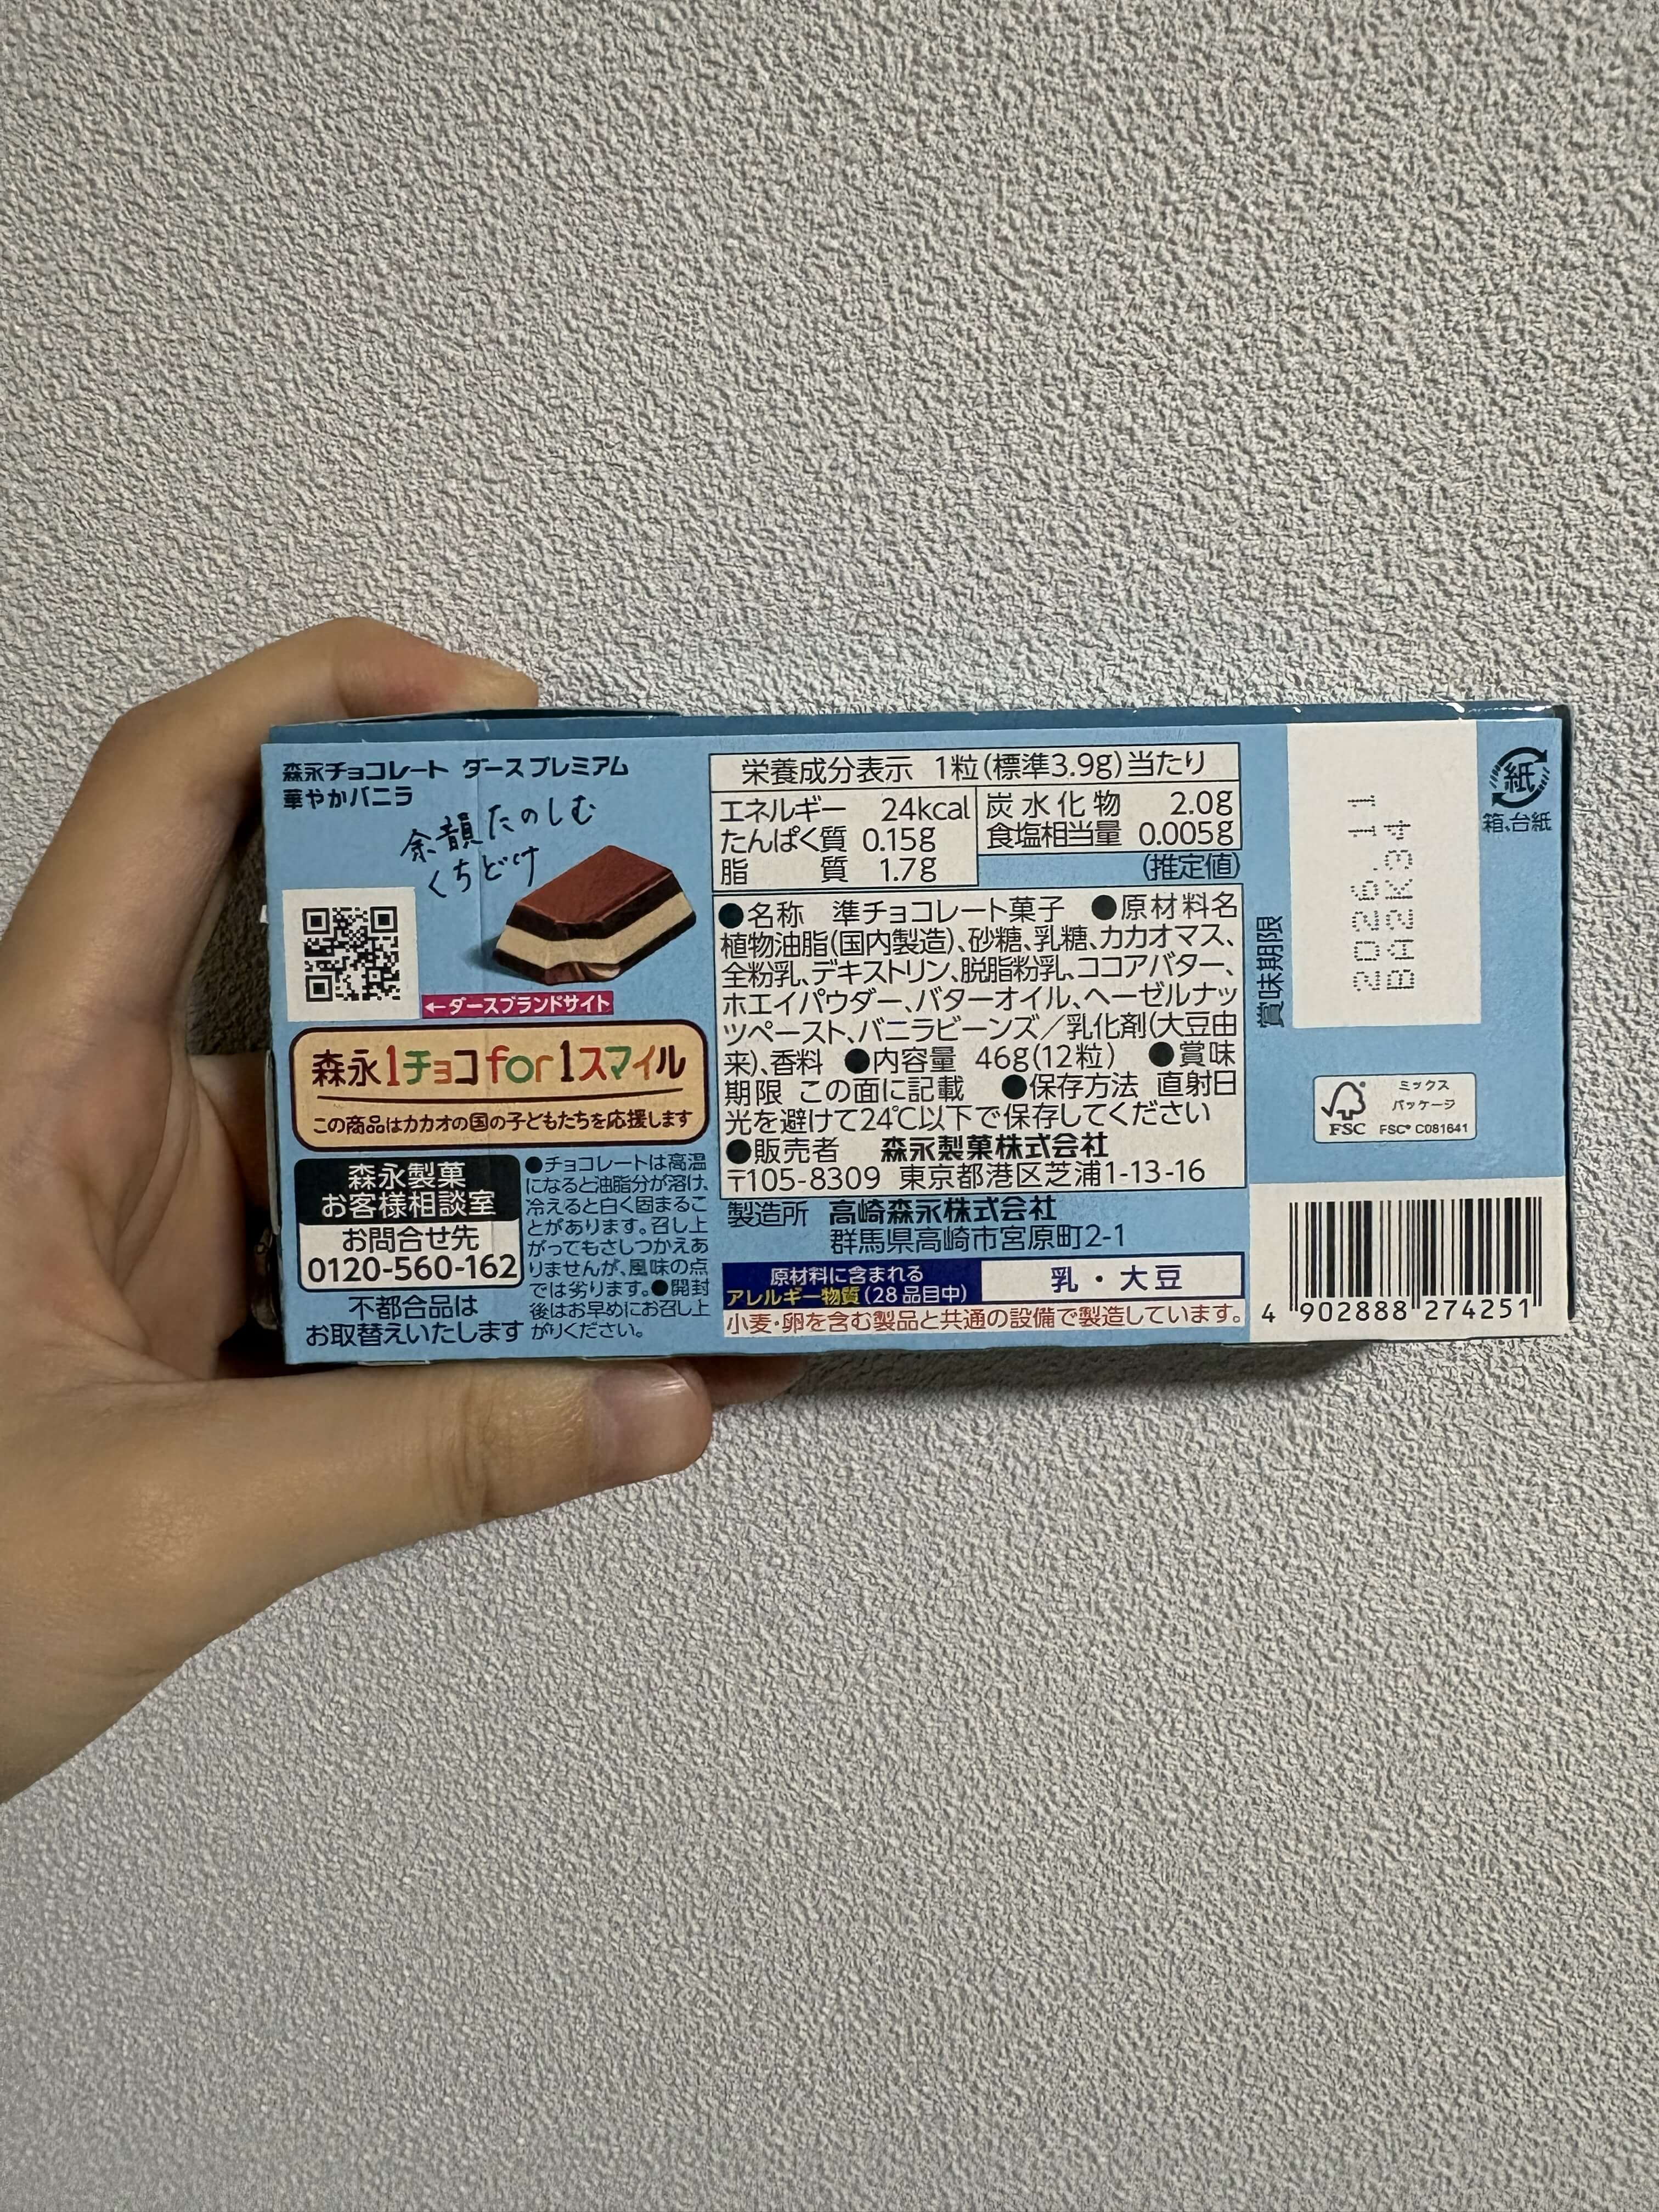 森永チョコレート ダース プレミアム
華やかバニラ
余韻たのしむ
くちどけ
←ダースブランドサイト
森永1チョコfor1スマイル
この商品はカカオの国の子どもたちを応援します
森永製菓
お客様相談室
お問合せ先
0120-560-162
不都合品は
お取替えいたします
●チョコレートは高温
になると油脂分が溶け、
冷えると白く固まるこ
とがあります。召し上
がってもさしつかえあ
りませんが、風味の点
では劣ります。●開封
後はお早めにお召し上
がりください。
栄養成分表示 1粒(標準3.9g)当たり
エネルギー 24kcal
たんぱく質 0.15g
脂質 1.7g
炭水化物 2.0g
食塩相当量 0.005g
(推定値)
●名称 準チョコレート菓子 ●原材料名
植物油脂(国内製造)、砂糖、乳糖、カカオマス、
全粉乳、デキストリン、脱脂粉乳、ココアバター、
ホエイパウダー、バターオイル、ヘーゼルナッ
ツペースト、バニラビーンズ／乳化剤(大豆由
来)、香料 ●内容量 46g(12粒) ●賞味
期限 この面に記載 ●保存方法 直射日
光を避けて24℃以下で保存してください
●販売者 森永製菓株式会社
〒105-8309 東京都港区芝浦1-13-16
製造所 高崎森永株式会社
群馬県高崎市宮原町2-1
原材料に含まれる
アレルギー物質(28品目中)
乳・大豆
小麦・卵を含む製品と共通の設備で製造しています。
賞味期限
2026.11
BA2K34
紙
箱、台紙
ミックス
パッケージ
FSC
FSC® C081641
4 902888 274251